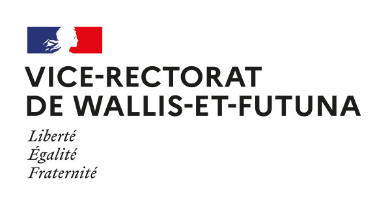 VICE-RECTORAT
DE WALLIS-ET-FUTUNA
Liberté
Égalité
Fraternité